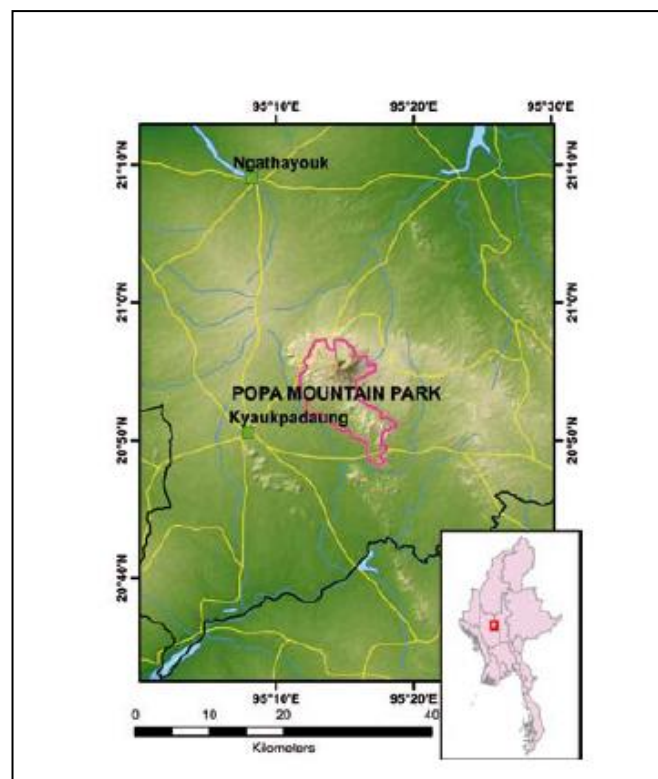 95°10'E 95°20'E 95°30'E
21°10'N 21°10'N
Ngathayouk
21°0'N 21°0'N
POPA MOUNTAIN PARK
Kyaukpadaung
20°50'N 20°50'N
20°40'N
95°10'E 95°20'E
0 10 20 40
Kilometers